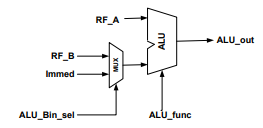 RF_A
ALU
ALU_out
RF_B
MUX
Immed
ALU_Bin_sel
ALU_func